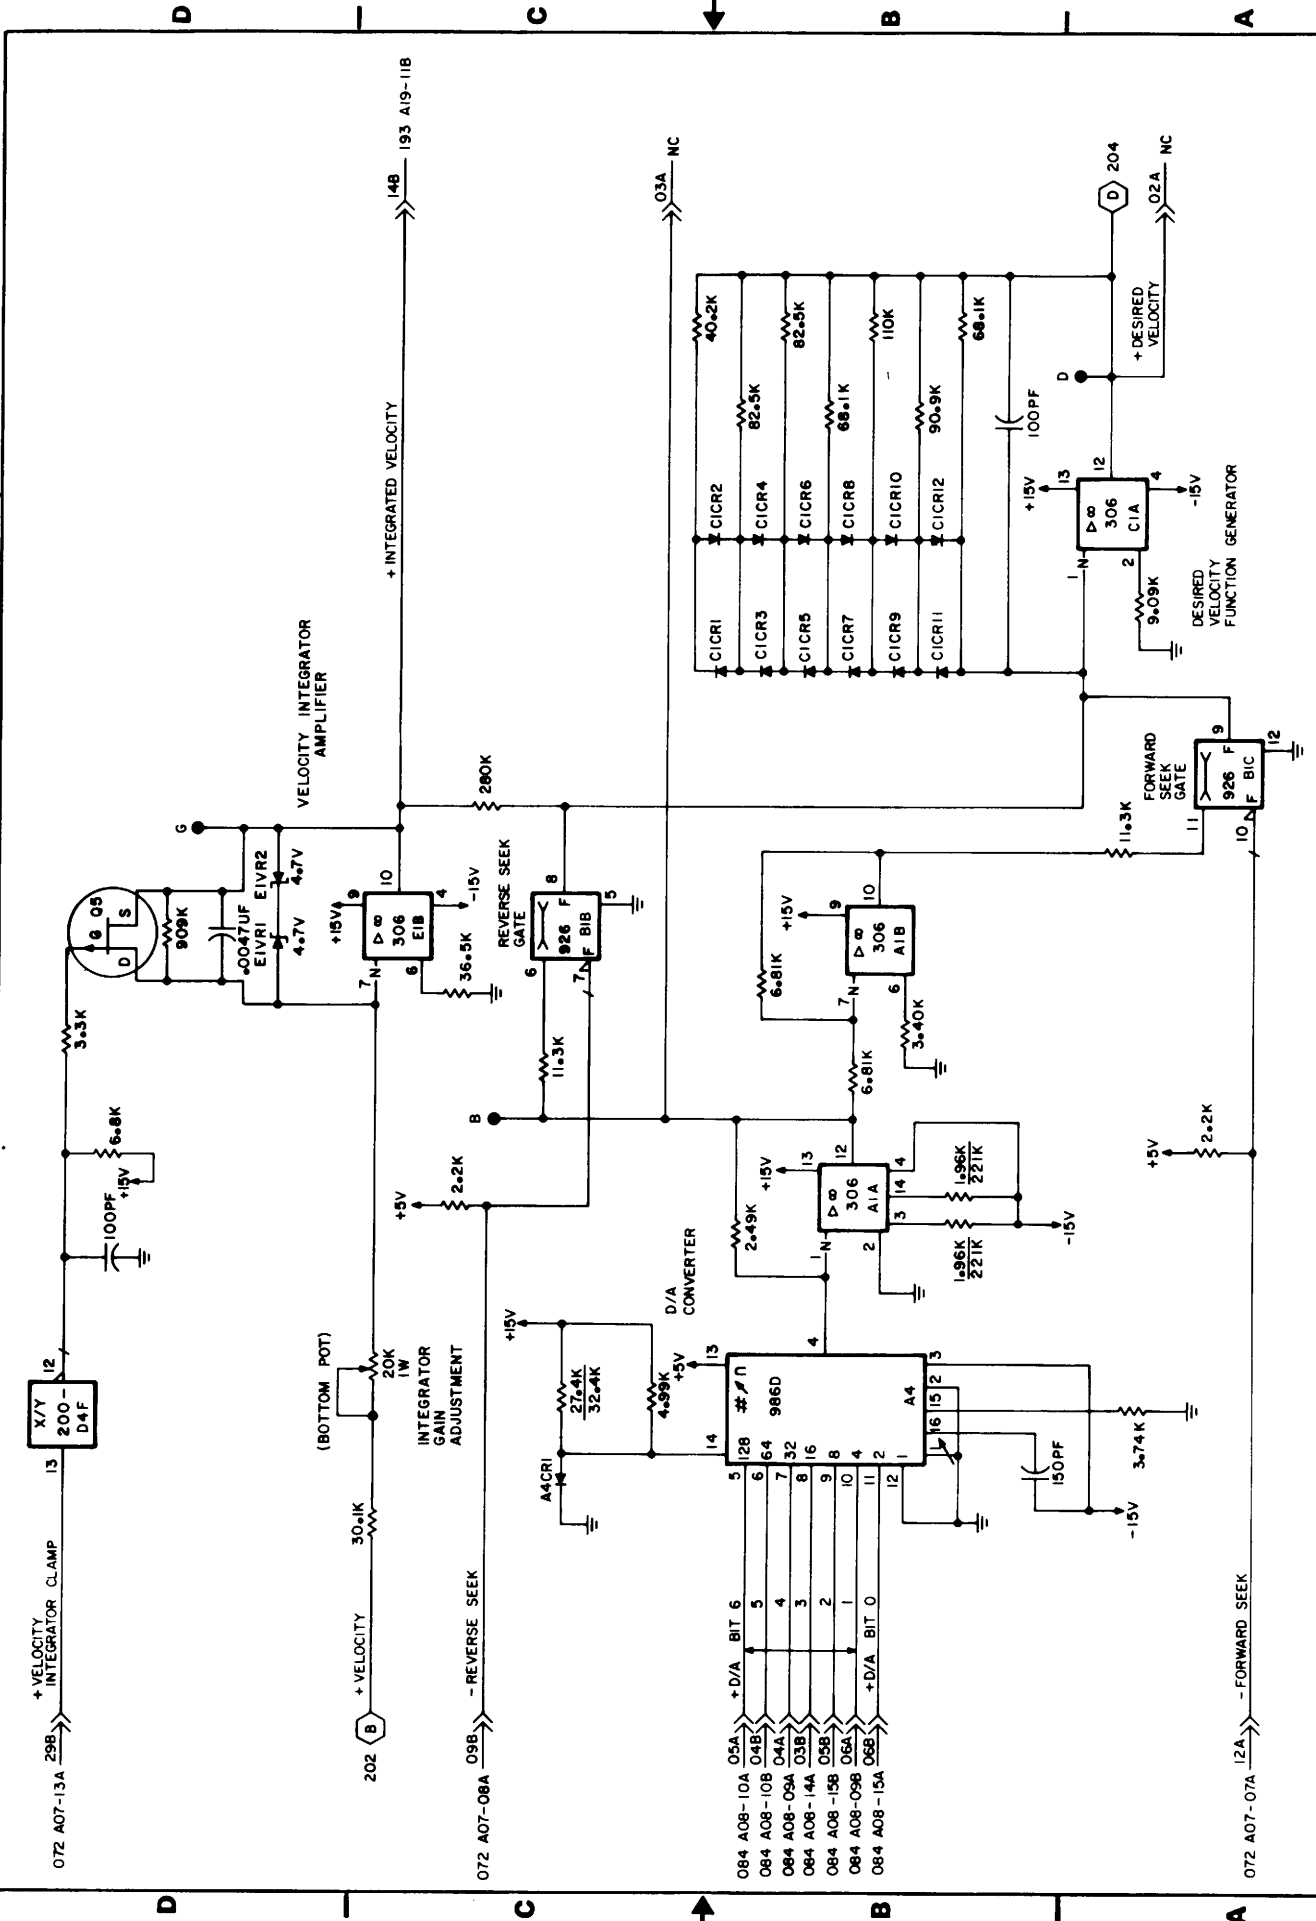 D
C
B
A
072 A07-13A
29B
+ VELOCITY
INTEGRATOR CLAMP
13
X/Y
200-
D4F
12
100PF
6.8K
+15V
3.3K
G
Q5
D
S
909K
.0047UF
E1VR1
4.7V
E1VR2
4.7V
G
VELOCITY INTEGRATOR
AMPLIFIER
202
B
+ VELOCITY
30.1K
(BOTTOM POT)
20K
1W
INTEGRATOR
GAIN
ADJUSTMENT
7
N
6
36.5K
+15V
9
▷∞
306
E1B
10
4
-15V
+ INTEGRATED VELOCITY
14B
193 A19-11B
280K
072 A07-08A
09B
- REVERSE SEEK
+5V
2.2K
B
11.3K
REVERSE SEEK
GATE
6
7
F
926
B1B
F
8
5
03A
NC
+15V
A4CR1
27.4K
32.4K
4.99K
D/A
CONVERTER
+5V
13
14
084 A08-10A
05A
+D/A BIT 6
5
128
084 A08-10B
04B
5
6
64
084 A08-09A
04A
4
7
32
084 A08-14A
03B
3
8
16
084 A08-15B
05B
2
9
8
084 A08-09B
06A
1
10
4
084 A08-15A
06B
+D/A BIT 0
11
2
12
1
986D
A4
4
3
2
15
16
1
150PF
-15V
3.74K
2.49K
+15V
13
1
N
2
▷∞
306
A1A
12
4
14
3
1.96K
221K
1.96K
221K
-15V
6.81K
6.81K
+15V
9
7
N
6
3.40K
▷∞
306
A1B
10
11.3K
FORWARD
SEEK
GATE
11
10
F
926
B1C
F
9
12
C1CR1
C1CR3
C1CR5
C1CR7
C1CR9
C1CR11
C1CR2
C1CR4
C1CR6
C1CR8
C1CR10
C1CR12
40.2K
82.5K
82.5K
68.1K
110K
90.9K
68.1K
100PF
+15V
13
1
N
2
9.09K
▷∞
306
C1A
12
4
-15V
DESIRED
VELOCITY
FUNCTION GENERATOR
D
+ DESIRED
VELOCITY
D
204
02A
NC
072 A07-07A
12A
- FORWARD SEEK
+5V
2.2K
D
C
B
A